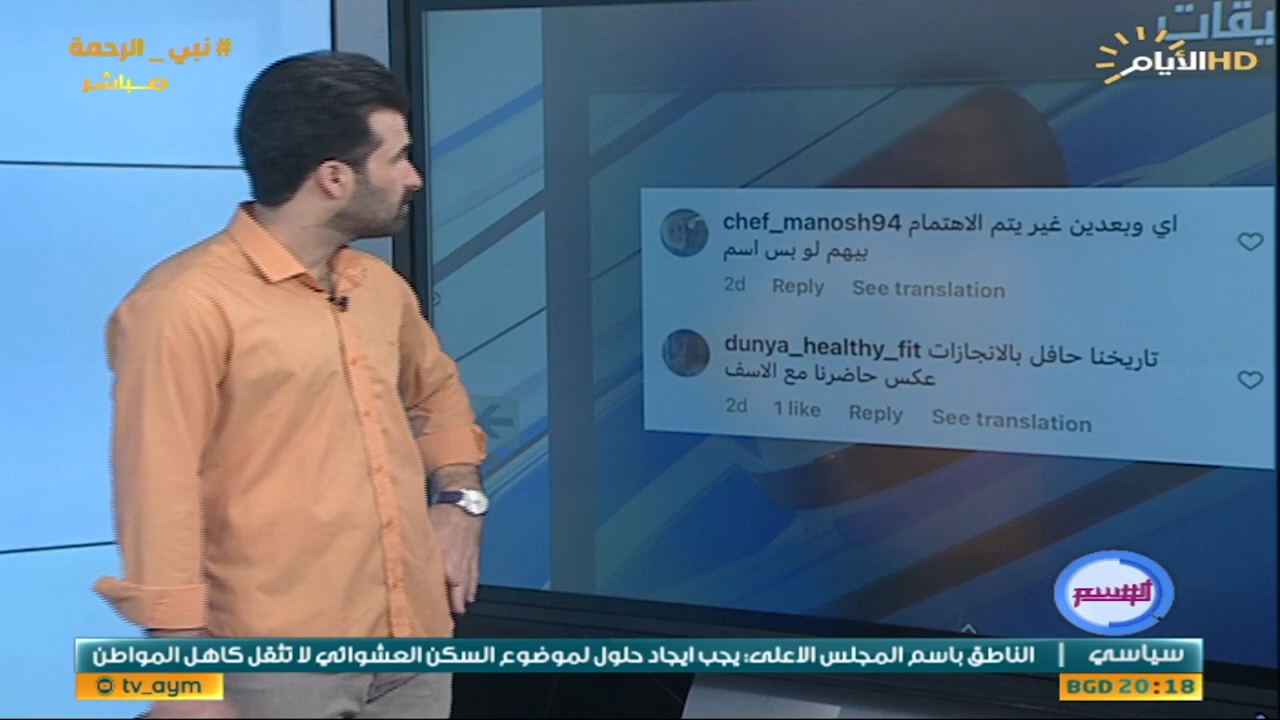 #نبي_الرحمة
مباشر
يقات
الأيام HD
chef_manosh94 اي وبعدين غير يتم الاهتمام
بيهم لو بس اسم
2d Reply See translation
dunya_healthy_fit تاريخنا حافل بالانجازات
عكس حاضرنا مع الاسف
2d 1 like Reply See translation
سياسي | الناطق باسم المجلس الاعلى: يجب ايجاد حلول لموضوع السكن العشوائي لا تثقل كاهل المواطن
tv_aym
BGD 20:18